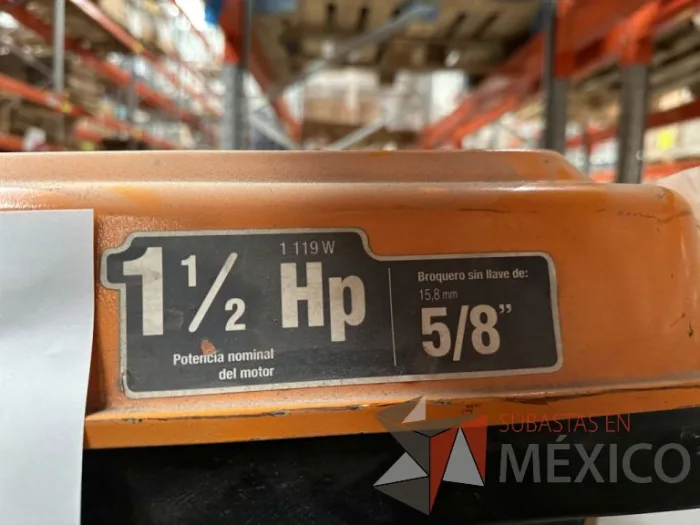 1 1/2 Hp
1 119 W
Potencia nominal
del motor
Broquero sin llave de:
15,8 mm
5/8”
SUBASTAS EN
MÉXICO